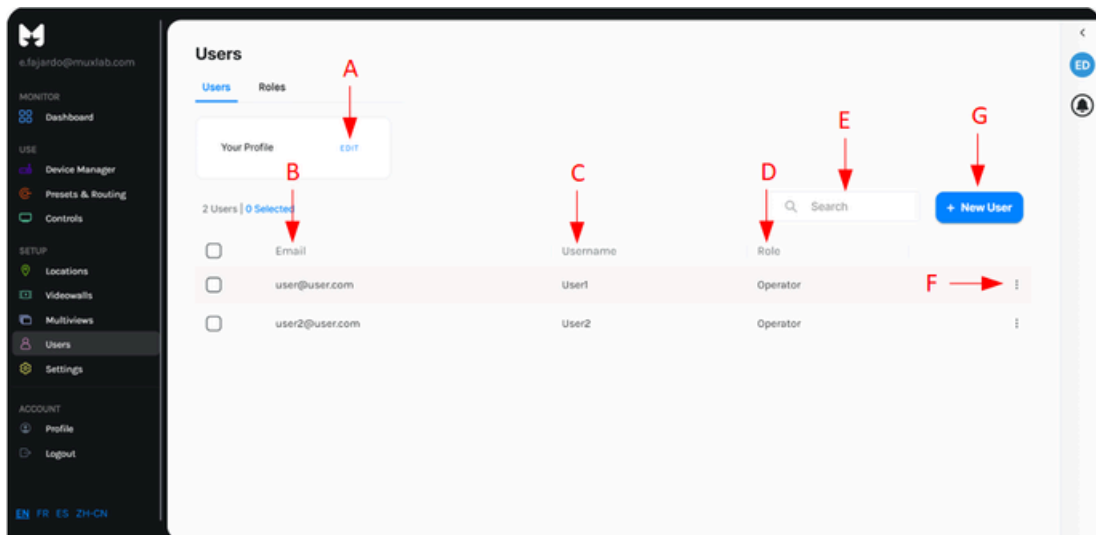 e.fajardo@muxlab.com
MONITOR
Dashboard
USE
Device Manager
Presets & Routing
Controls
SETUP
Locations
Videowalls
Multiviews
Users
Settings
ACCOUNT
Profile
Logout
EN FR ES ZH-CN
Users
Users Roles
A
Your Profile EDIT
B
C
D
E
G
2 Users | 0 Selected
Search
+ New User
Email Username Role
user@user.com User1 Operator
F
user2@user.com User2 Operator
ED